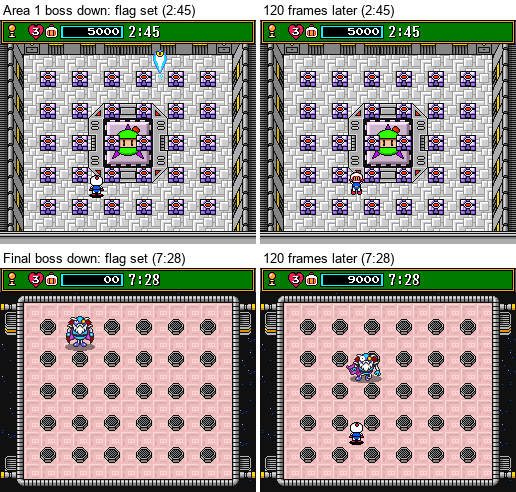 Area 1 boss down: flag set (2:45)
120 frames later (2:45)
3 5000 2:45
3 5000 2:45
Final boss down: flag set (7:28)
120 frames later (7:28)
3 00 7:28
3 9000 7:28